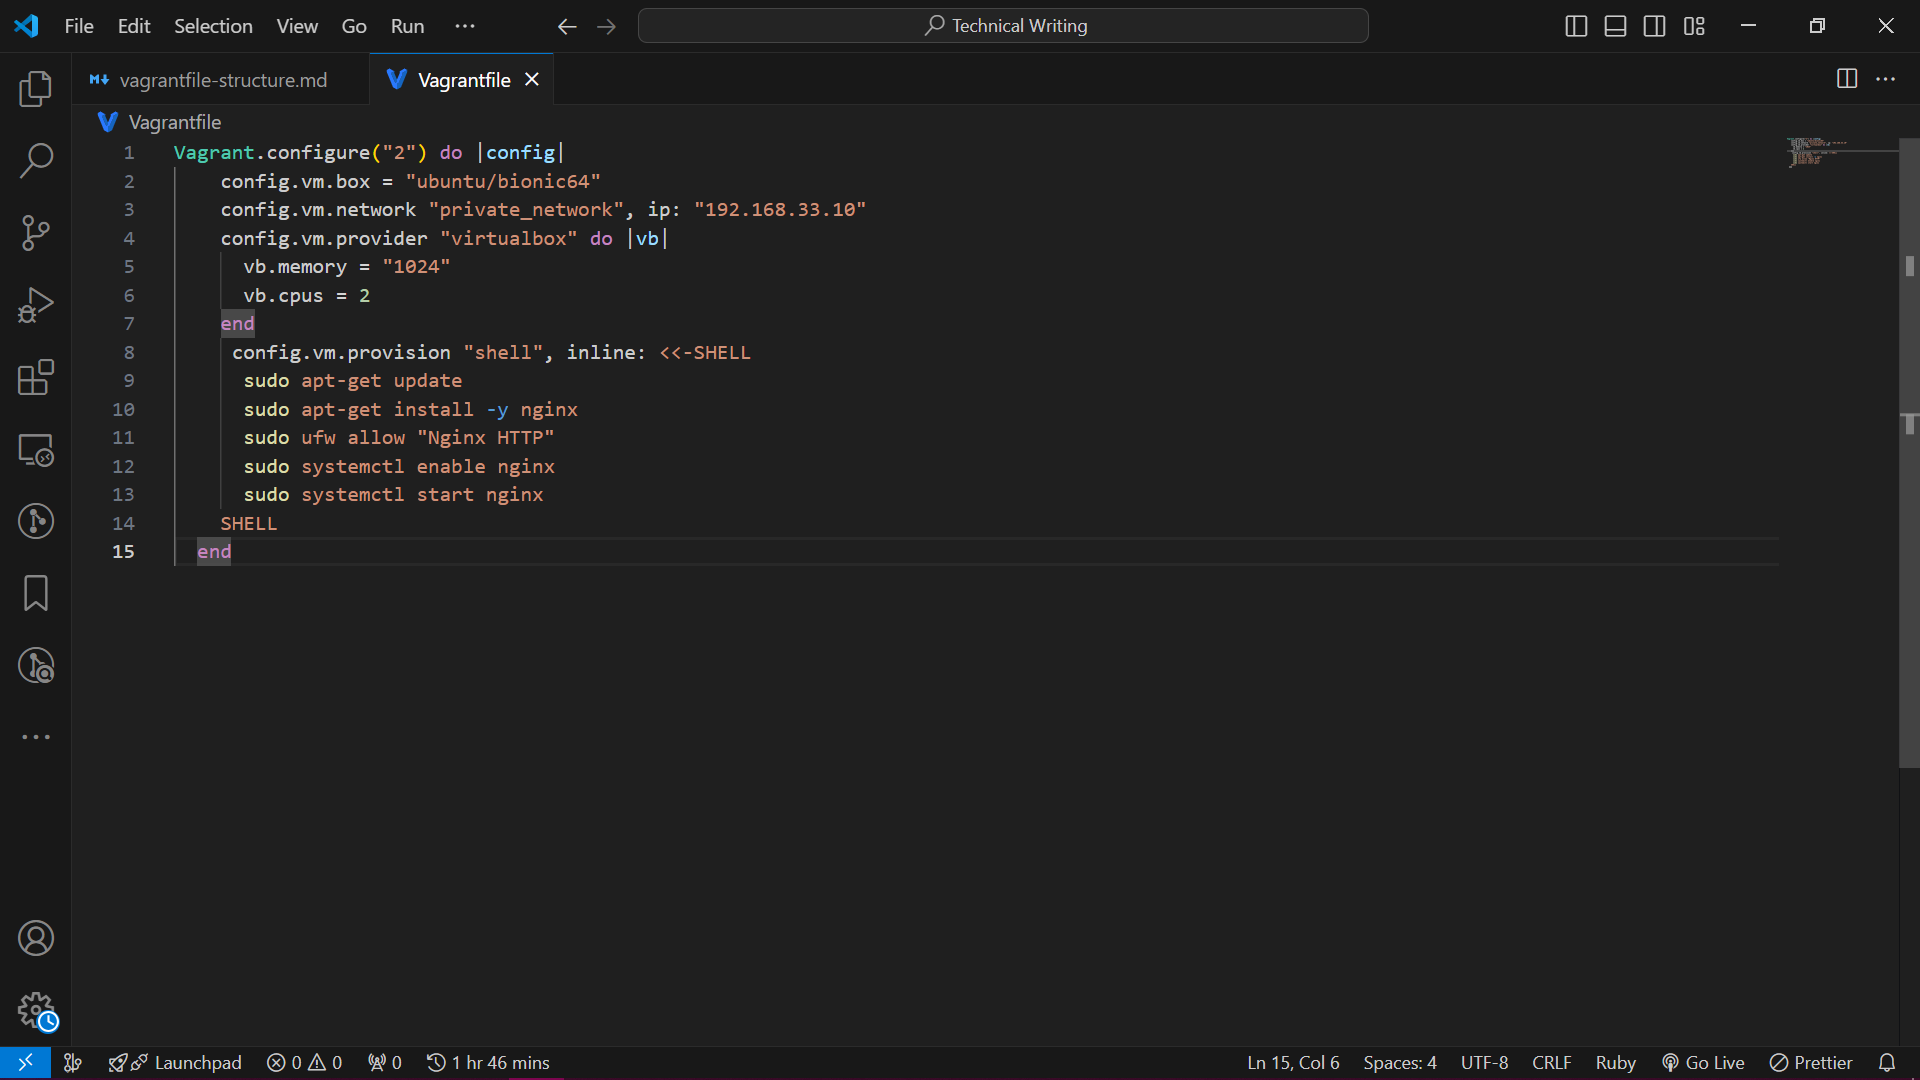 File Edit Selection View Go Run ··· Technical Writing
vagrantfile-structure.md Vagrantfile
Vagrantfile
1 Vagrant.configure("2") do |config|
2 config.vm.box = "ubuntu/bionic64"
3 config.vm.network "private_network", ip: "192.168.33.10"
4 config.vm.provider "virtualbox" do |vb|
5 vb.memory = "1024"
6 vb.cpus = 2
7 end
8 config.vm.provision "shell", inline: <<-SHELL
9 sudo apt-get update
10 sudo apt-get install -y nginx
11 sudo ufw allow "Nginx HTTP"
12 sudo systemctl enable nginx
13 sudo systemctl start nginx
14 SHELL
15 end
Launchpad 0 0 0 1 hr 46 mins Ln 15, Col 6 Spaces: 4 UTF-8 CRLF Ruby Go Live Prettier